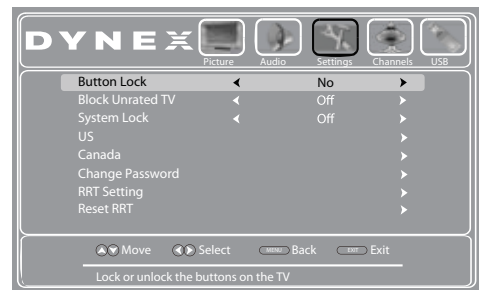 DYNEX
Picture Audio Settings Channels USB
Button Lock No
Block Unrated TV Off
System Lock Off
US
Canada
Change Password
RRT Setting
Reset RRT
Move Select MENU Back EXIT Exit
Lock or unlock the buttons on the TV